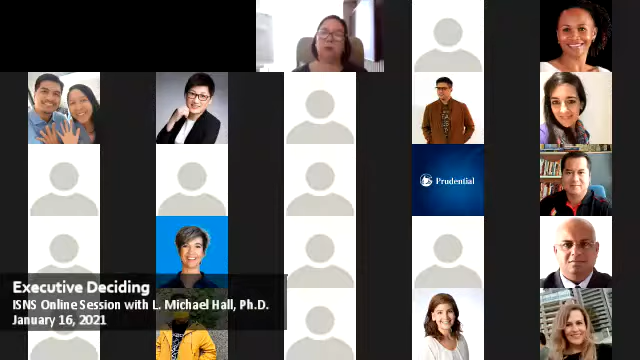 Prudential
Executive Deciding
ISNS Online Session with L. Michael Hall, Ph.D.
January 16, 2021